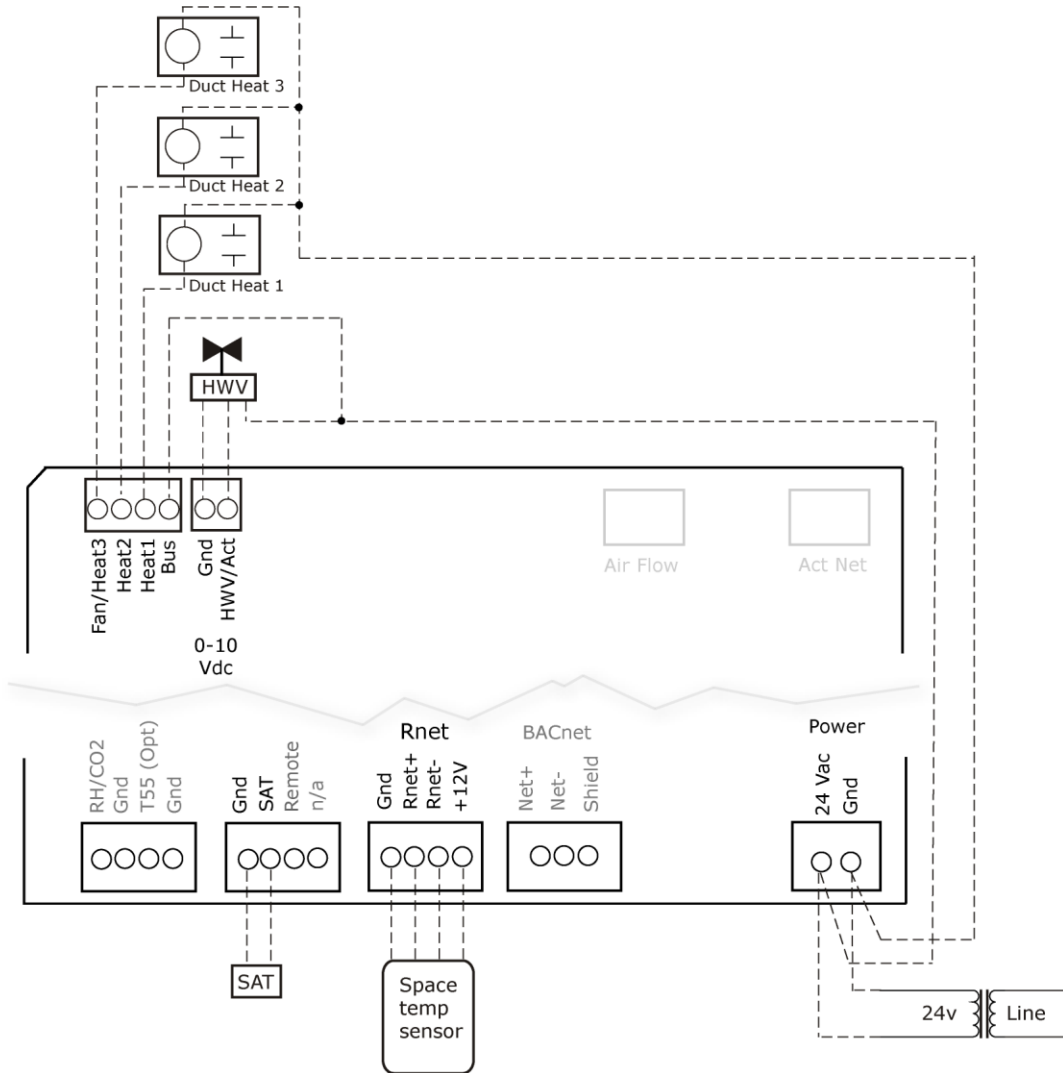 Duct Heat 3
Duct Heat 2
Duct Heat 1
HWV
Fan/Heat3
Heat2
Heat1
Bus
Gnd
HWV/Act
0-10
Vdc
Air Flow
Act Net
RH/CO2
Gnd
T55 (Opt)
Gnd
Gnd
SAT
Remote
n/a
Rnet
Gnd
Rnet+
Rnet-
+12V
BACnet
Net+
Net-
Shield
Power
24 Vac
Gnd
SAT
Space
temp
sensor
24v
Line